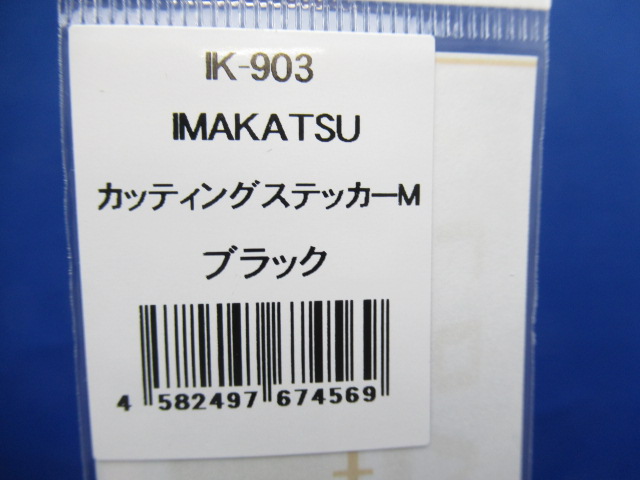 IK-903
IMAKATSU
カッティングステッカーM
ブラック
4 582497 674569